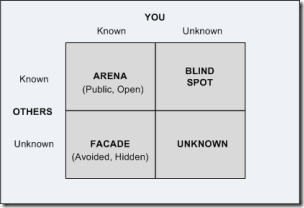 YOU
Known Unknown
Known
ARENA
(Public, Open)
BLIND
SPOT
OTHERS
Unknown
FACADE
(Avoided, Hidden)
UNKNOWN